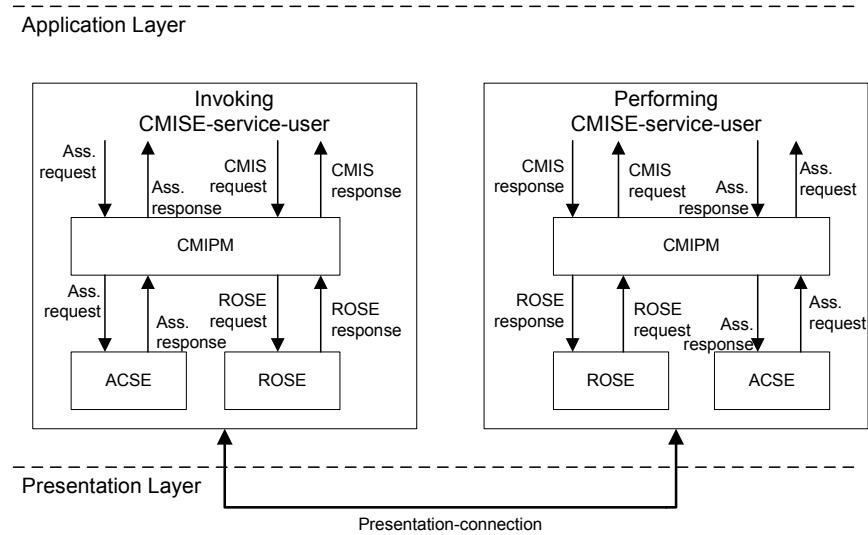 Application Layer
Invoking
CMISE-service-user
Ass.
request
Ass.
response
CMIS
request
CMIS
response
CMIPM
Ass.
request
Ass.
response
ROSE
request
ROSE
response
ACSE
ROSE
Performing
CMISE-service-user
CMIS
response
CMIS
request
Ass.
response
Ass.
request
CMIPM
ROSE
response
ROSE
request
Ass.
response
Ass.
request
ROSE
ACSE
Presentation Layer
Presentation-connection